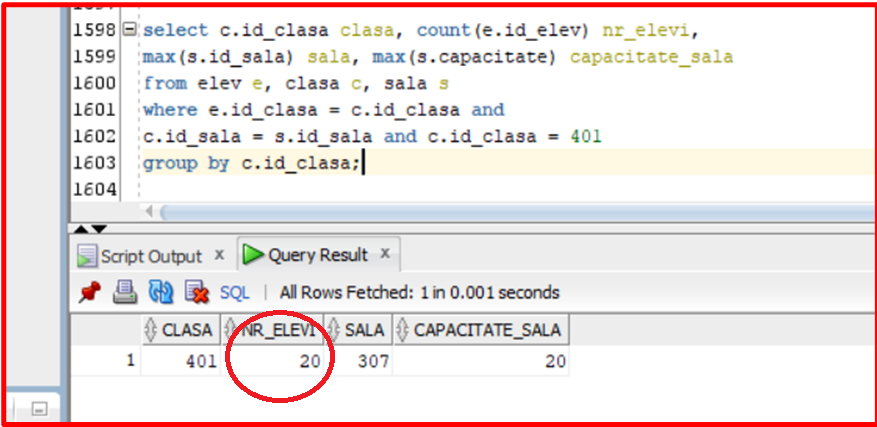 1598 select c.id_clasa clasa, count(e.id_elev) nr_elevi,
1599 max(s.id_sala) sala, max(s.capacitate) capacitate_sala
1600 from elev e, clasa c, sala s
1601 where e.id_clasa = c.id_clasa and
1602 c.id_sala = s.id_sala and c.id_clasa = 401
1603 group by c.id_clasa;
1604
Script Output x Query Result x
SQL | All Rows Fetched: 1 in 0.001 seconds
CLASA NR_ELEVI SALA CAPACITATE_SALA
1 401 20 307 20